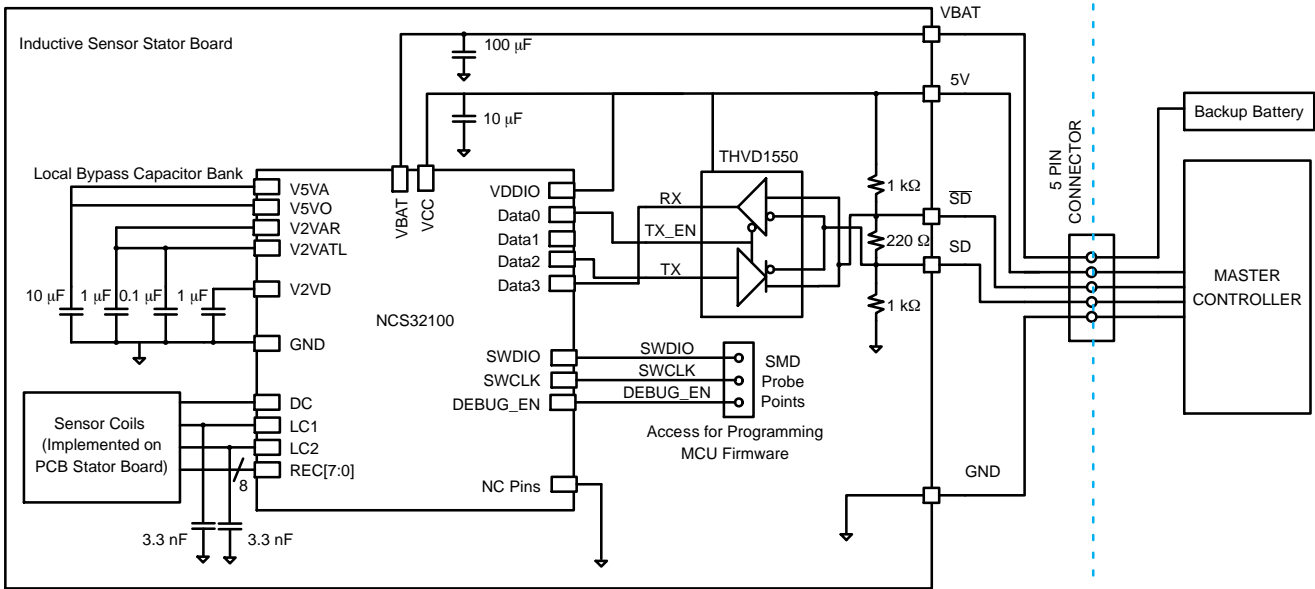 Inductive Sensor Stator Board
VBAT
100 μF
5V
10 μF
Backup Battery
5 PIN
CONNECTOR
THVD1550
Local Bypass Capacitor Bank
V5VA
V5VO
V2VAR
V2VATL
V2VD
GND
VBAT
VCC
VDDIO
Data0
Data1
Data2
Data3
RX
TX_EN
TX
1 kΩ
SD
220 Ω
SD
1 kΩ
MASTER
CONTROLLER
10 μF
1 μF
0.1 μF
1 μF
NCS32100
SWDIO
SWCLK
DEBUG_EN
SWDIO
SWCLK
DEBUG_EN
SMD
Probe
Points
Access for Programming
MCU Firmware
Sensor Coils
(Implemented on
PCB Stator Board)
DC
LC1
LC2
REC[7:0]
8
NC Pins
GND
3.3 nF
3.3 nF